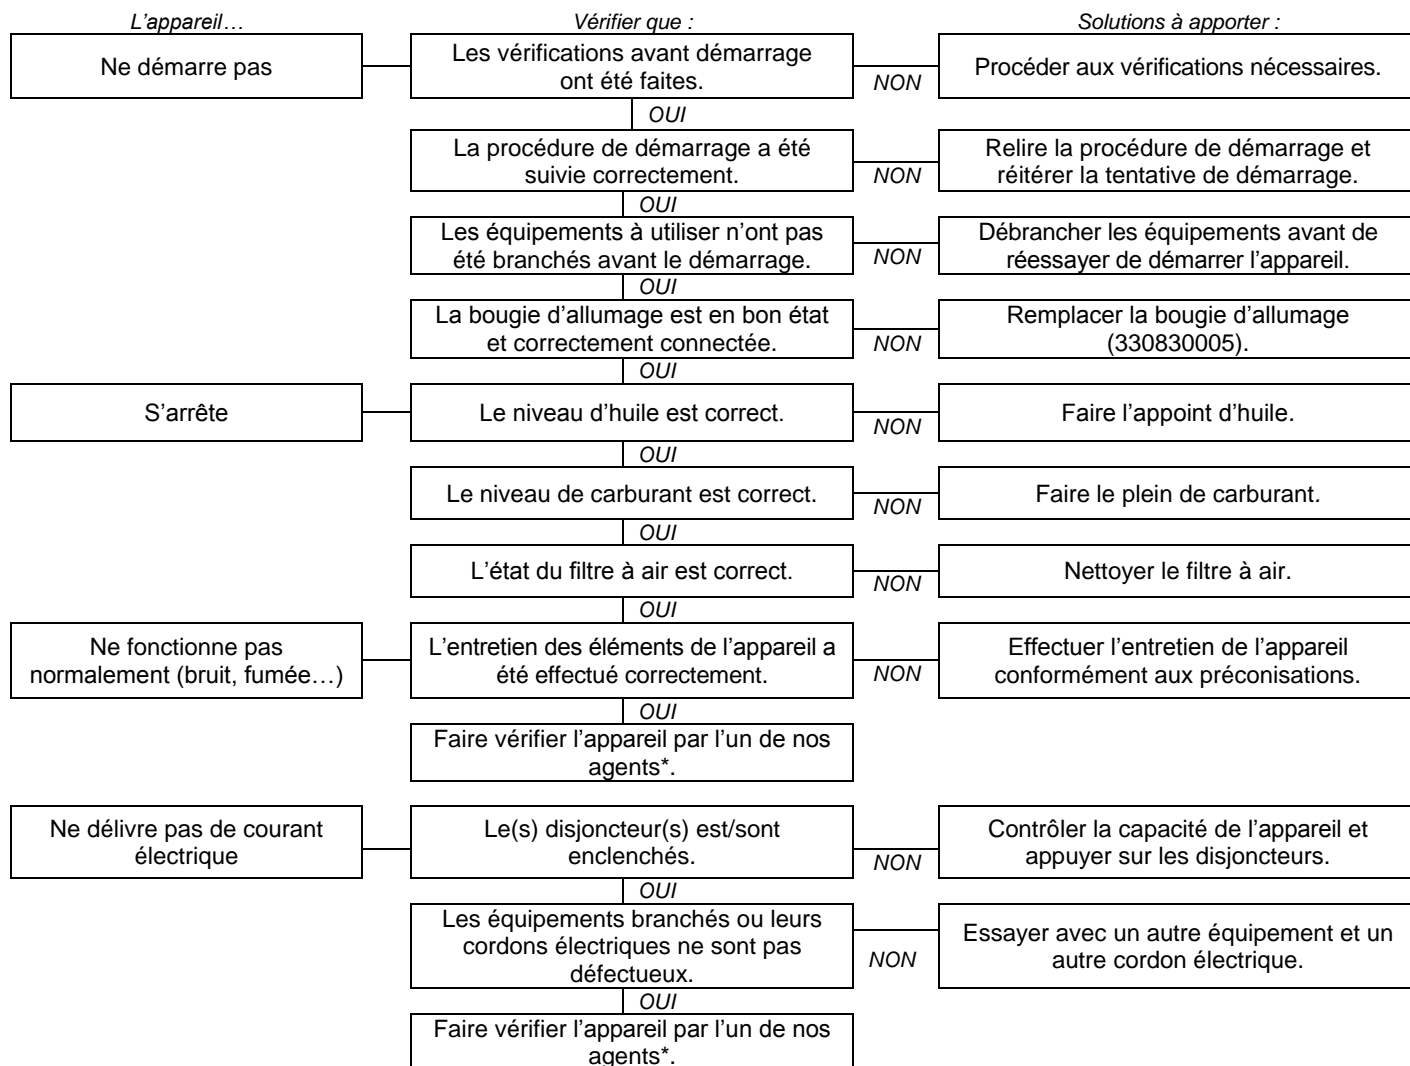 L’appareil…
Vérifier que :
Solutions à apporter :
Ne démarre pas
Les vérifications avant démarrage
ont été faites.
NON
Procéder aux vérifications nécessaires.
OUI
La procédure de démarrage a été
suivie correctement.
NON
Relire la procédure de démarrage et
réitérer la tentative de démarrage.
OUI
Les équipements à utiliser n’ont pas
été branchés avant le démarrage.
NON
Débrancher les équipements avant de
réessayer de démarrer l’appareil.
OUI
La bougie d’allumage est en bon état
et correctement connectée.
NON
Remplacer la bougie d’allumage
(330830005).
OUI
S’arrête
Le niveau d’huile est correct.
NON
Faire l’appoint d’huile.
OUI
Le niveau de carburant est correct.
NON
Faire le plein de carburant.
OUI
L’état du filtre à air est correct.
NON
Nettoyer le filtre à air.
OUI
Ne fonctionne pas
normalement (bruit, fumée…)
L’entretien des éléments de l’appareil a
été effectué correctement.
NON
Effectuer l’entretien de l’appareil
conformément aux préconisations.
OUI
Faire vérifier l’appareil par l’un de nos
agents*.
Ne délivre pas de courant
électrique
Le(s) disjoncteur(s) est/sont
enclenchés.
NON
Contrôler la capacité de l’appareil et
appuyer sur les disjoncteurs.
OUI
Les équipements branchés ou leurs
cordons électriques ne sont pas
défectueux.
NON
Essayer avec un autre équipement et un
autre cordon électrique.
OUI
Faire vérifier l’appareil par l’un de nos
agents*.